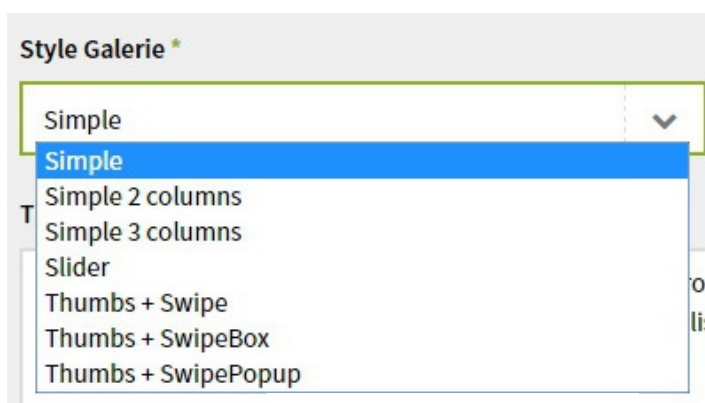 Style Galerie *
Simple
Simple
Simple 2 columns
Simple 3 columns
Slider
Thumbs + Swipe
Thumbs + SwipeBox
Thumbs + SwipePopup